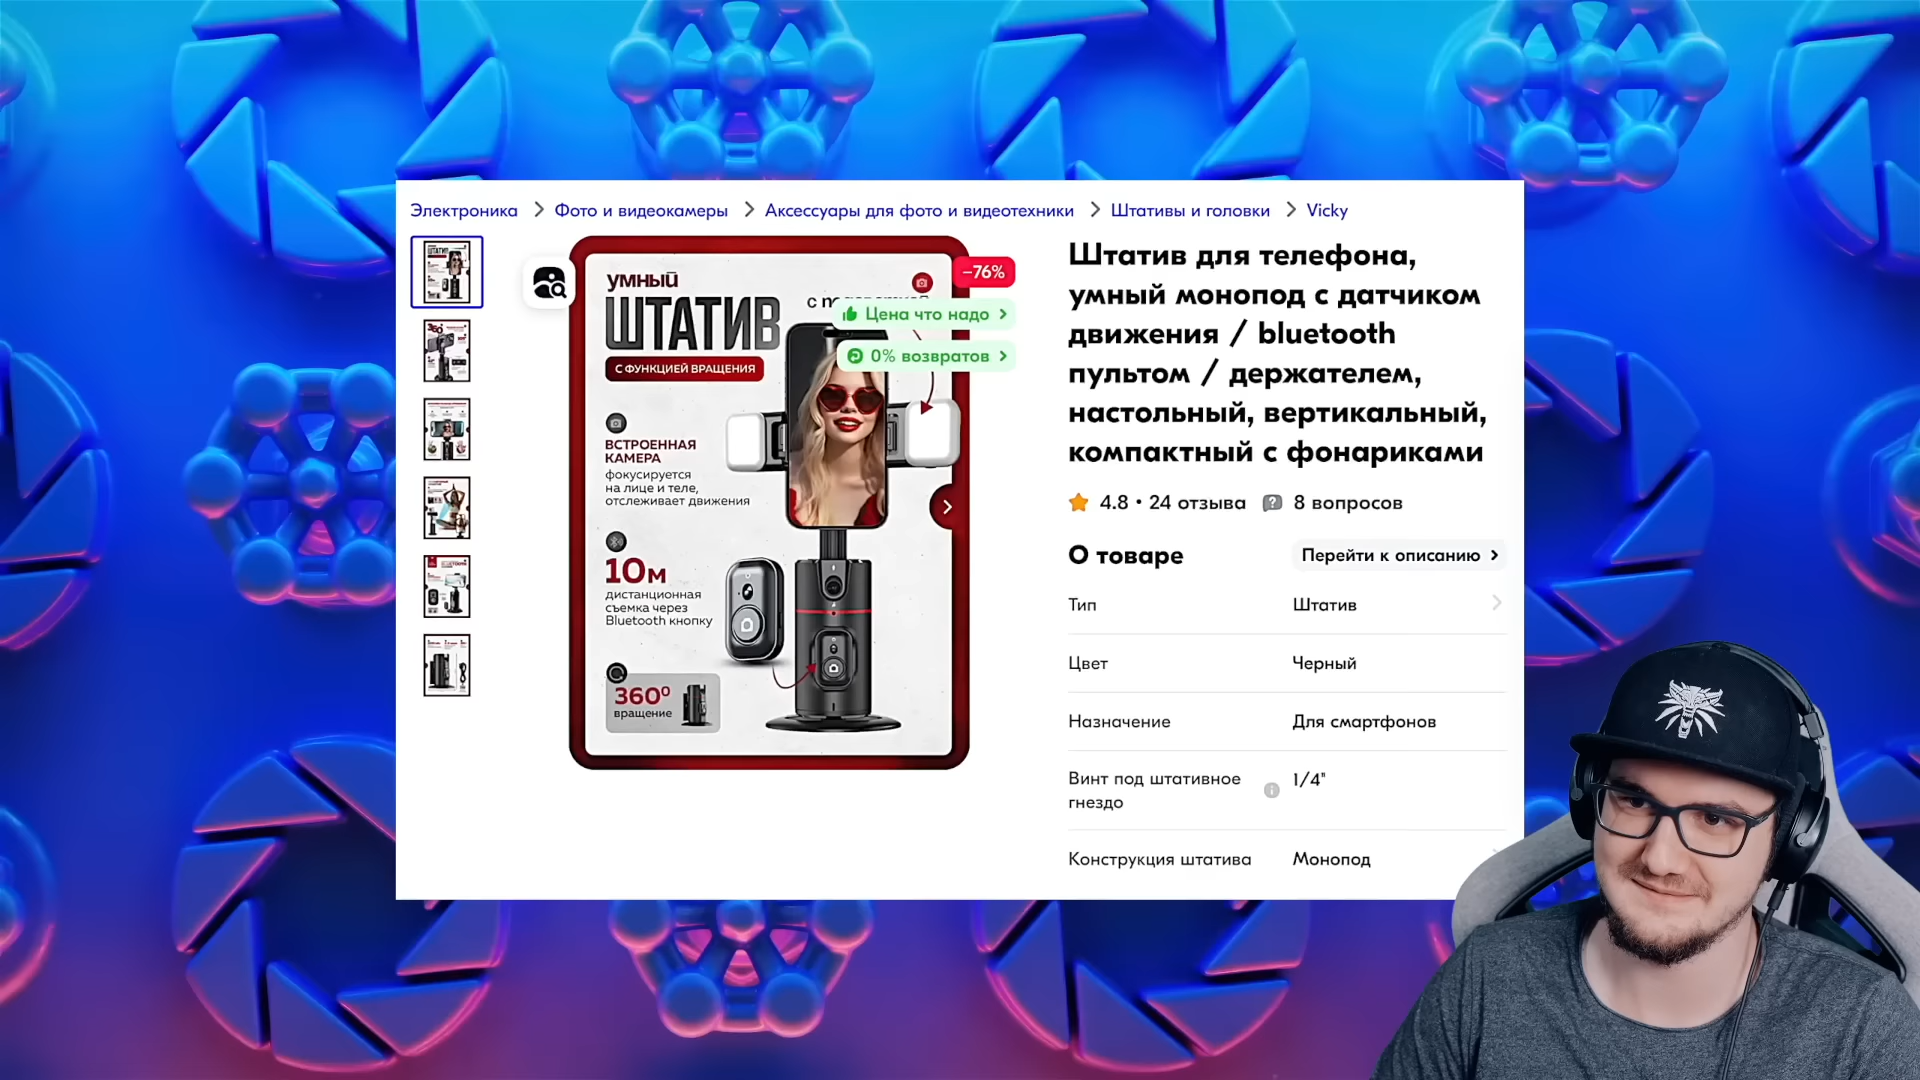 Электроника
Фото и видеокамеры
Аксессуары для фото и видеотехники
Штативы и головки
Vicky
умный
ШТАТИВ
С ФУНКЦИЕЙ ВРАЩЕНИЯ
−76%
Цена что надо
0% возвратов
ВСТРОЕННАЯ
КАМЕРА
фокусируется
на лице и теле,
отслеживает движения
10м
дистанционная
съемка через
Bluetooth кнопку
360°
вращение
Штатив для телефона,
умный монопод с датчиком
движения / bluetooth
пультом / держателем,
настольный, вертикальный,
компактный с фонариками
4.8 • 24 отзыва
8 вопросов
О товаре
Перейти к описанию
Тип
Штатив
Цвет
Черный
Назначение
Для смартфонов
Винт под штативное
гнездо
1/4"
Конструкция штатива
Монопод